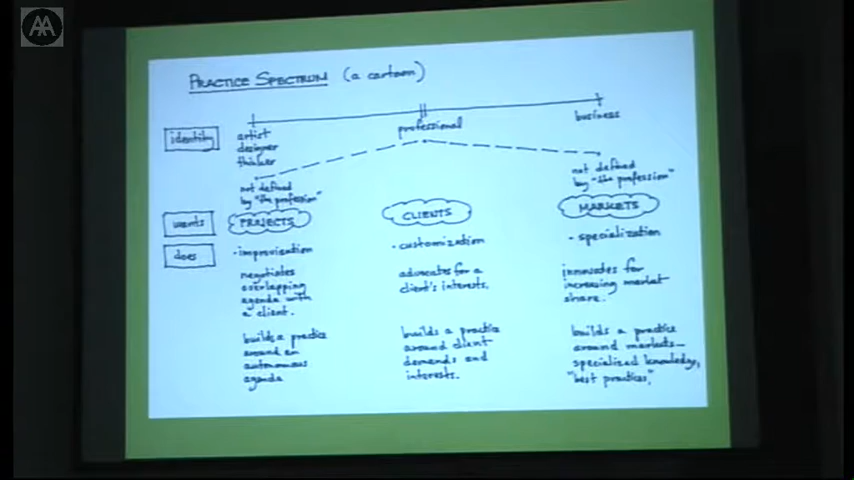 AA
PRACTICE SPECTRUM (a cartoon)
identity
artist
designer
thinker
professional
business
not defined
by "the profession"
not defined
by "the profession"
wants
PROJECTS
CLIENTS
MARKETS
does
- improvisation
negotiates
overlapping
agenda with
a client.
builds a practice
around an
autonomous
agenda
- customization
advocates for a
client's interests.
builds a practice
around client
demands and
interests.
- specialization
innovates for
increasing market
share.
builds a practice
around markets—
specialized knowledge,
"best practices,"